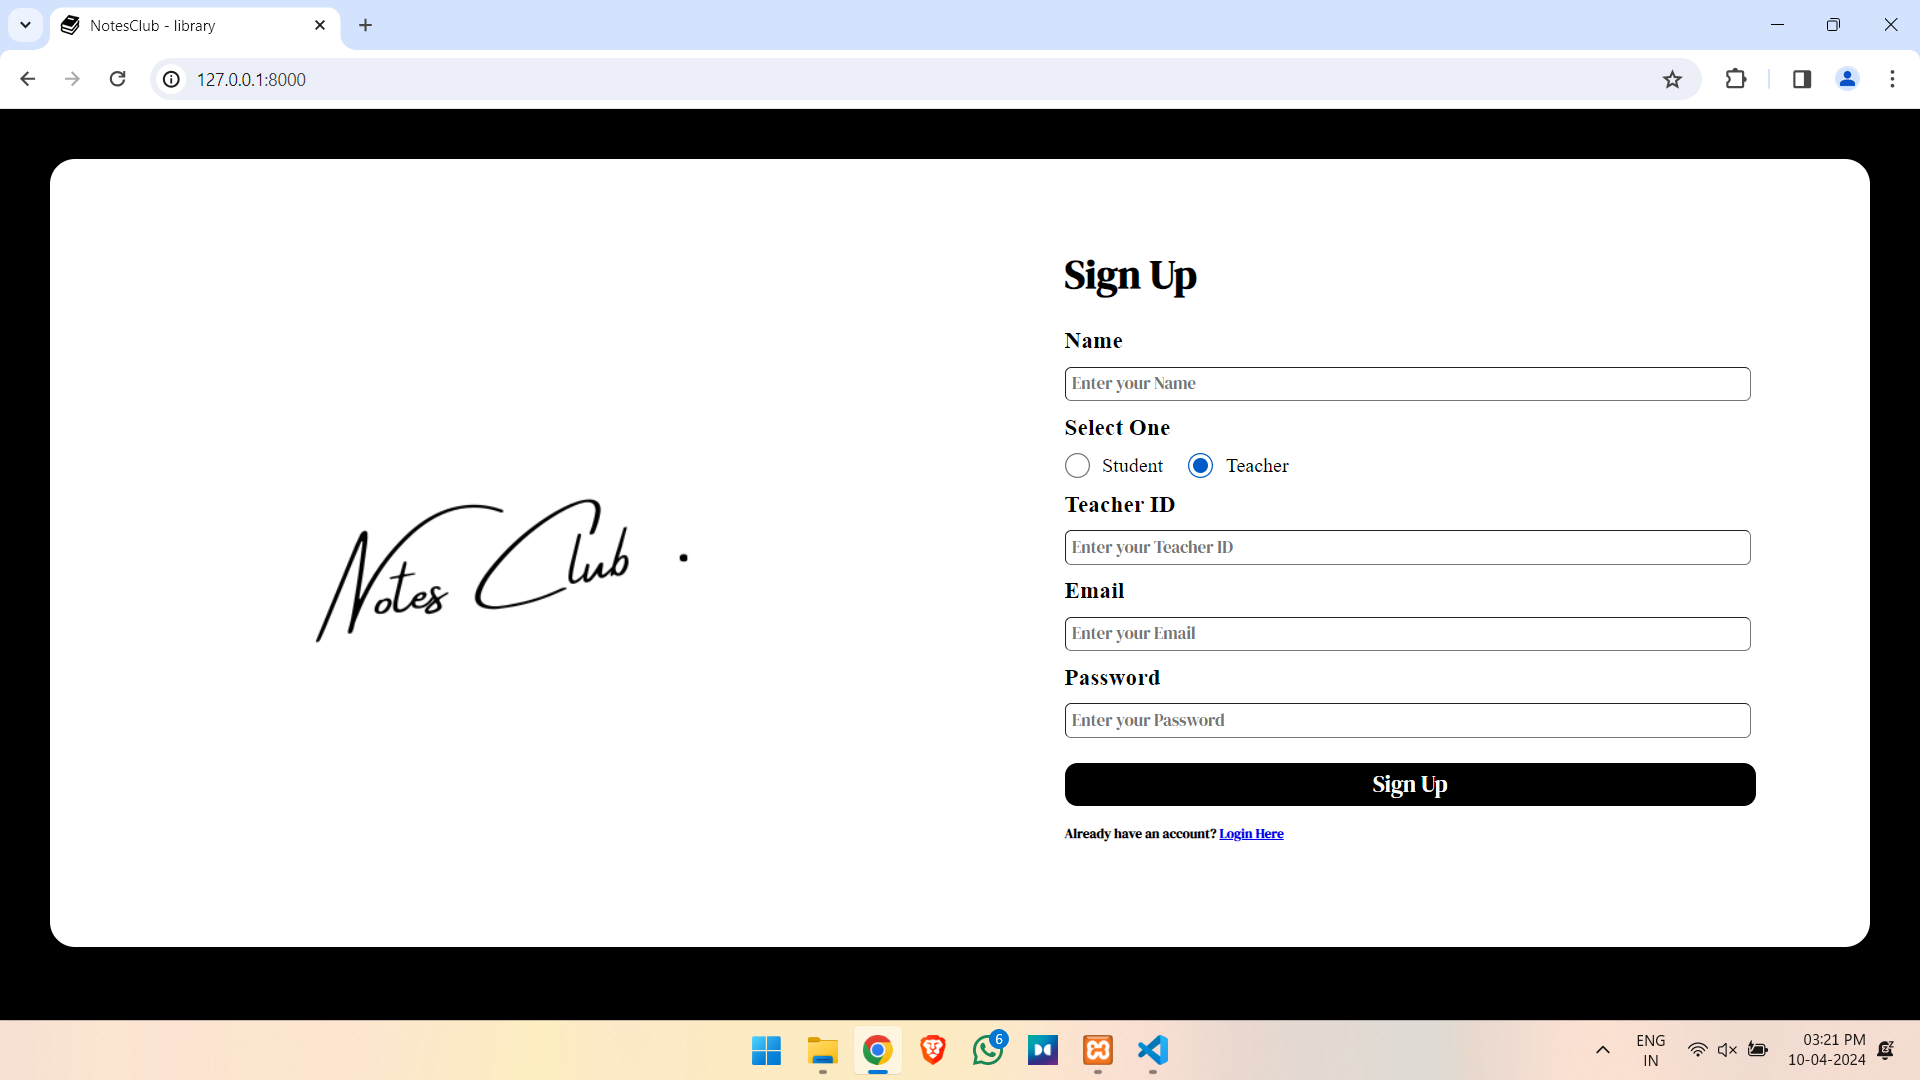 NotesClub - library
127.0.0.1:8000
Sign Up
Name
Enter your Name
Select One
Student Teacher
Teacher ID
Enter your Teacher ID
Email
Enter your Email
Password
Enter your Password
Sign Up
Already have an account? Login Here
Notes Club .
6
ENG
IN
03:21 PM
10-04-2024